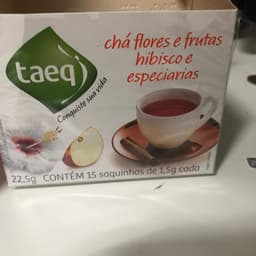 taeq
Conquiste sua vida
chá flores e frutas
hibisco e
especiarias
22,5g CONTÉM 15 saquinhos de 1,5g cada